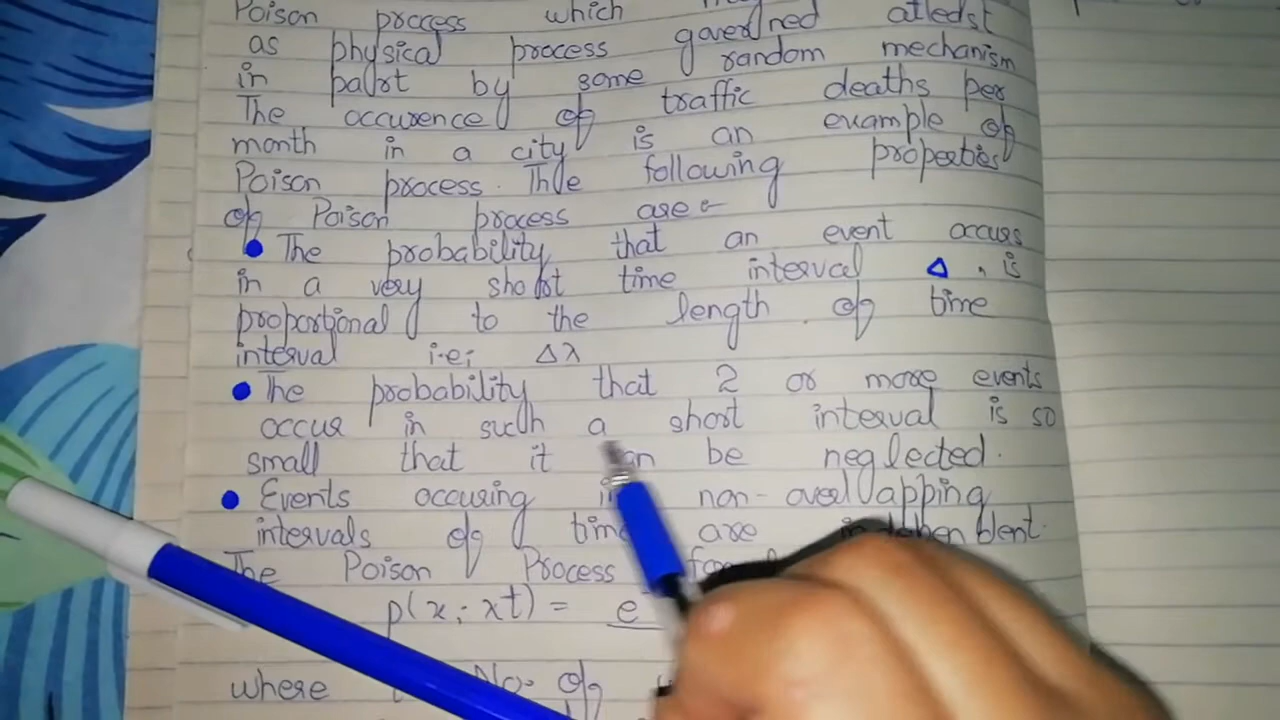 Poison process which
as physical process governed atledst
in palrt by some random mechanism
The occurence of traffic deaths per
month in a city is an example of
Poison process. The following properties
of Poison process are:-
• The probability that an event occurs
in a very short time interval Δ, is
proportional to the length of time
interval i.e; Δλ
• The probability that 2 or more events
occur in such a short interval is so
small that it can be neglected.
• Events occuring in non-overlapping
intervals of time are
The Poison Process
p(x; λt) = e
where No. of